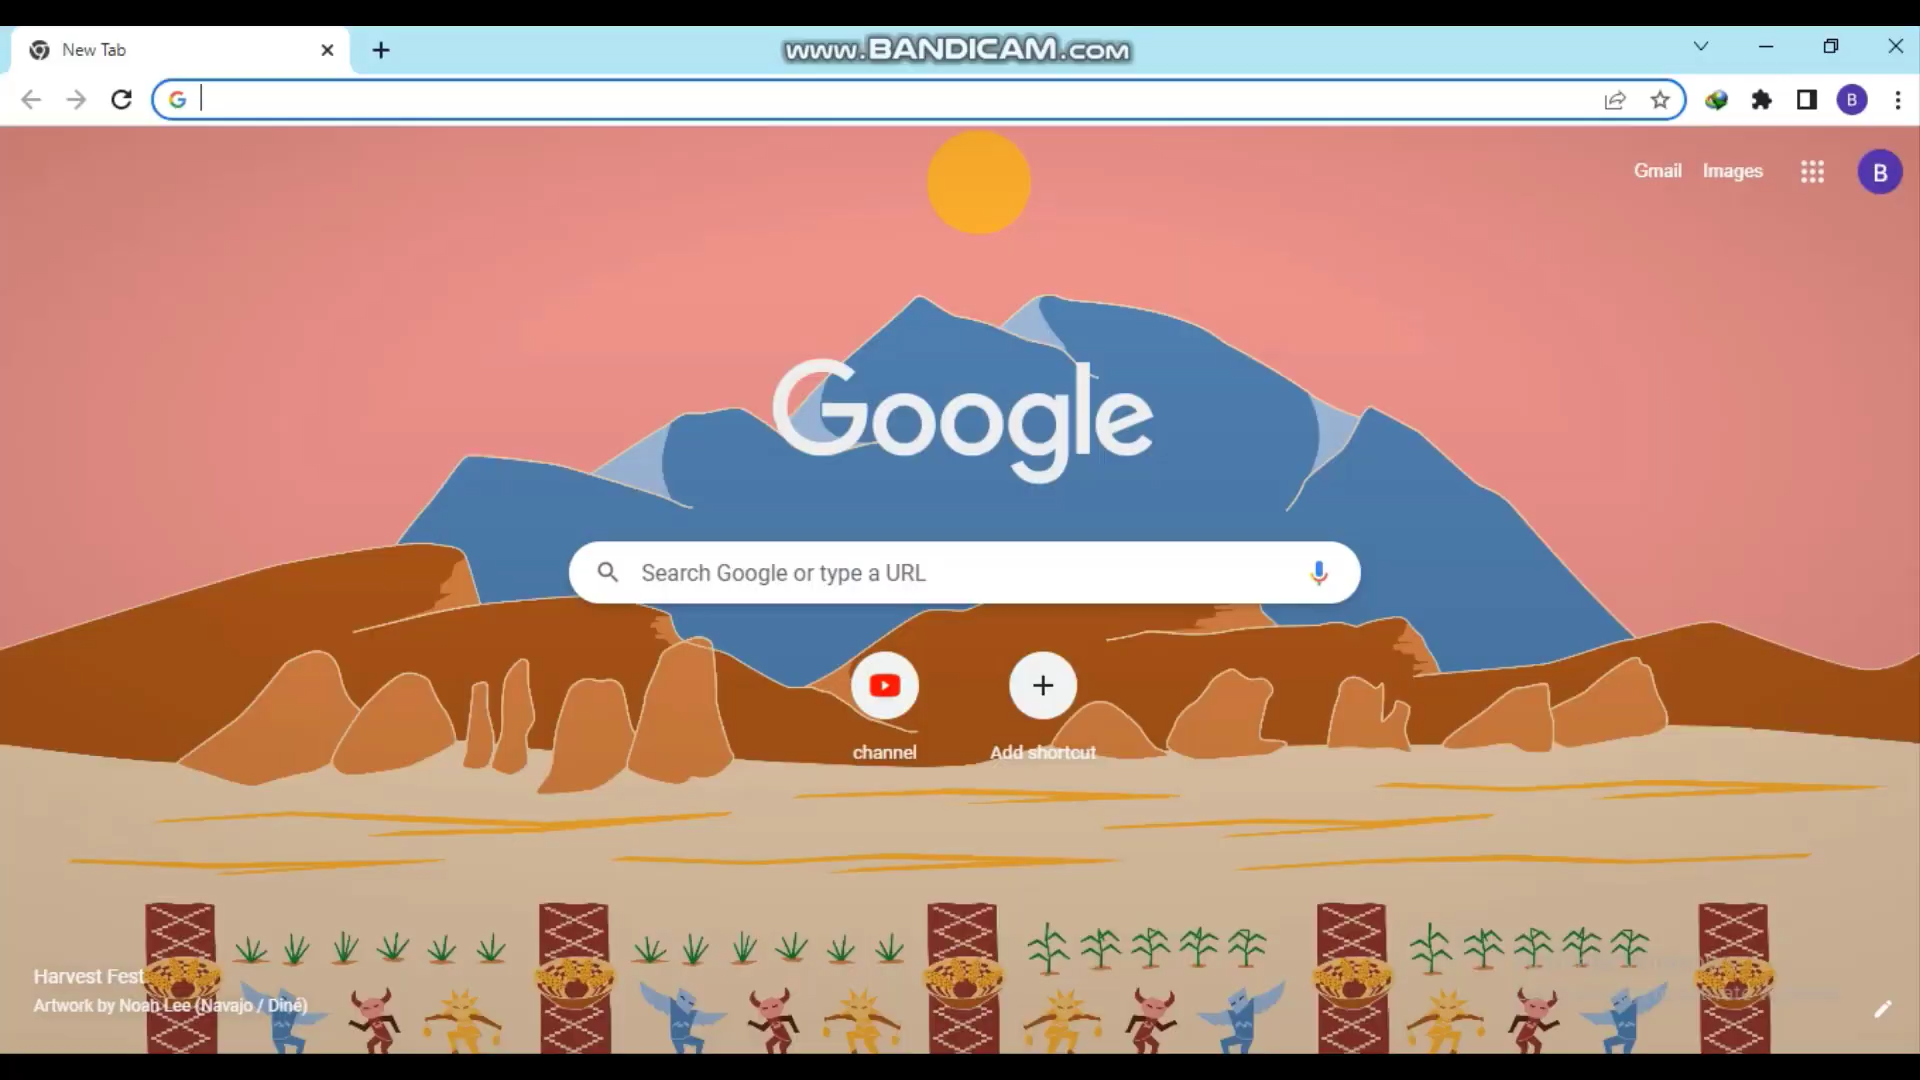 New Tab
www.BANDICAM.com
Gmail Images
B
B
Google
Search Google or type a URL
channel
Add shortcut
Harvest Fest
Artwork by Noah Lee (Navajo / Diné)